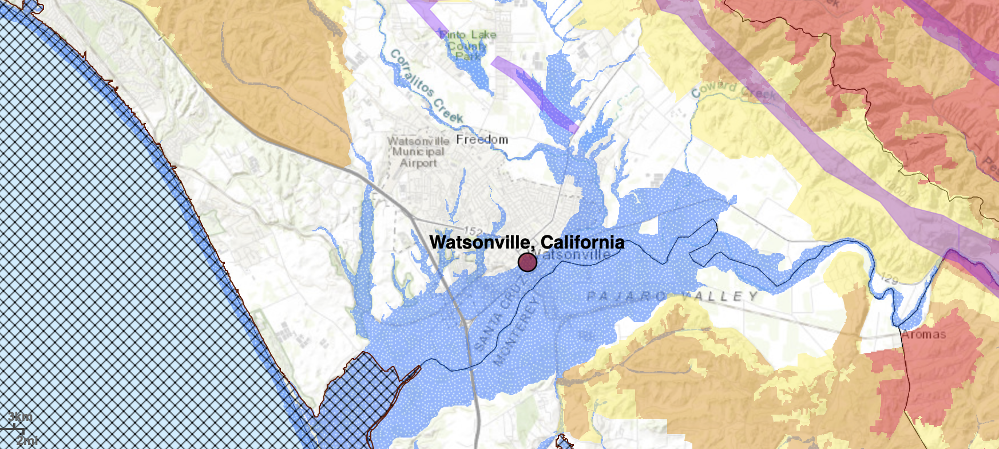 Pinto Lake
County
Park
Corralitos Creek
Coward Creek
Watsonville
Municipal
Airport
Freedom
152
Watsonville, California
Watsonville
129
PAJARO VALLEY
SANTA CRUZ
MONTEREY
Aromas
3km
2mi